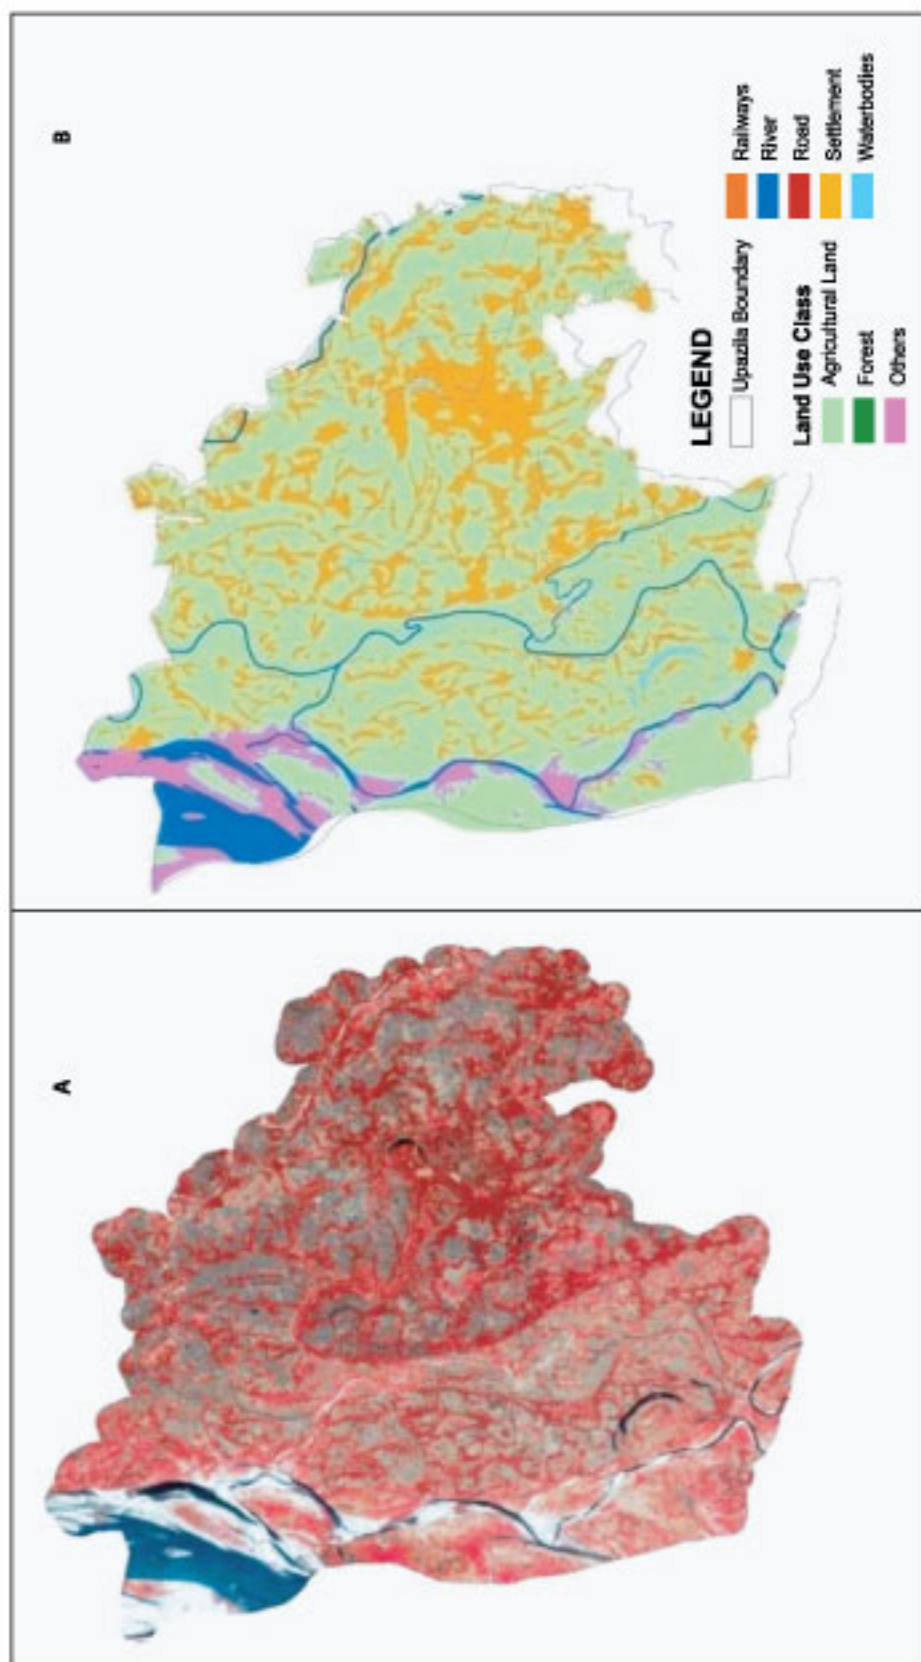 A
B
LEGEND
Upazila Boundary
Land Use Class
Agricultural Land
Forest
Others
Railways
River
Road
Settlement
Waterbodies